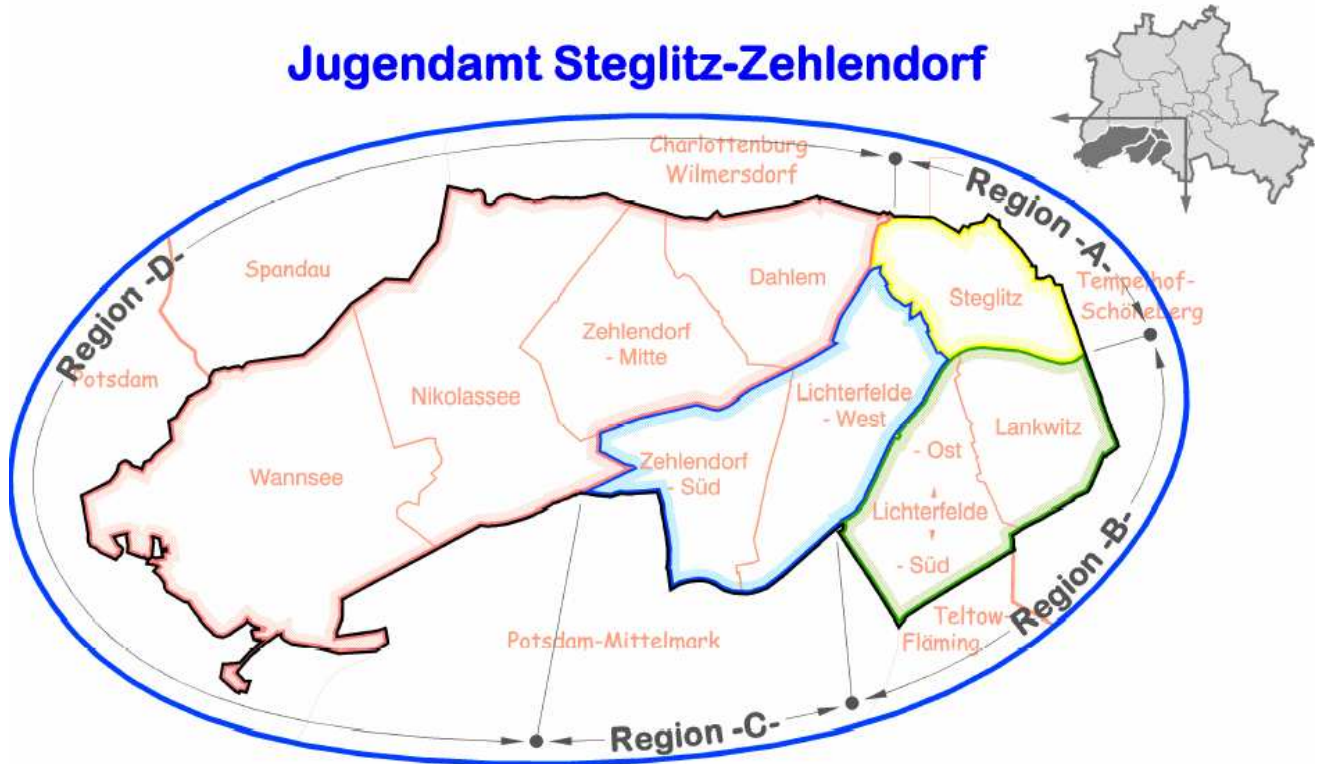 Jugendamt Steglitz-Zehlendorf
Charlottenburg
Wilmersdorf
Region -A-
Region -D-
Spandau
Dahlem
Steglitz
Tempelhof-
Schöneberg
Zehlendorf
- Mitte
Potsdam
Nikolassee
Lichterfelde
- West
Lankwitz
- Ost
Zehlendorf
- Süd
Wannsee
Lichterfelde
- Süd
Region -B-
Teltow-
Fläming
Potsdam-Mittelmark
Region -C-